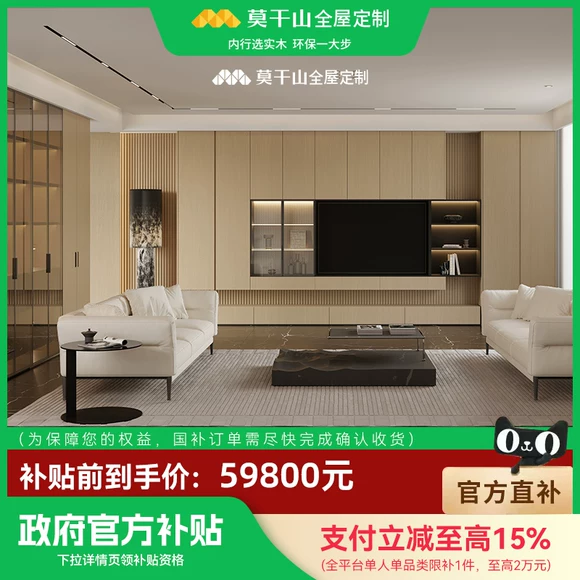 莫干山全屋定制
内行选实木 环保一大步
莫干山全屋定制
(为保障您的权益，国补订单需尽快完成确认收货)
补贴前到手价：59800元
官方直补
政府官方补贴
下拉详情页领补贴资格
支付立减至高15%
(全平台单人单品类限补1件，至高2万元)